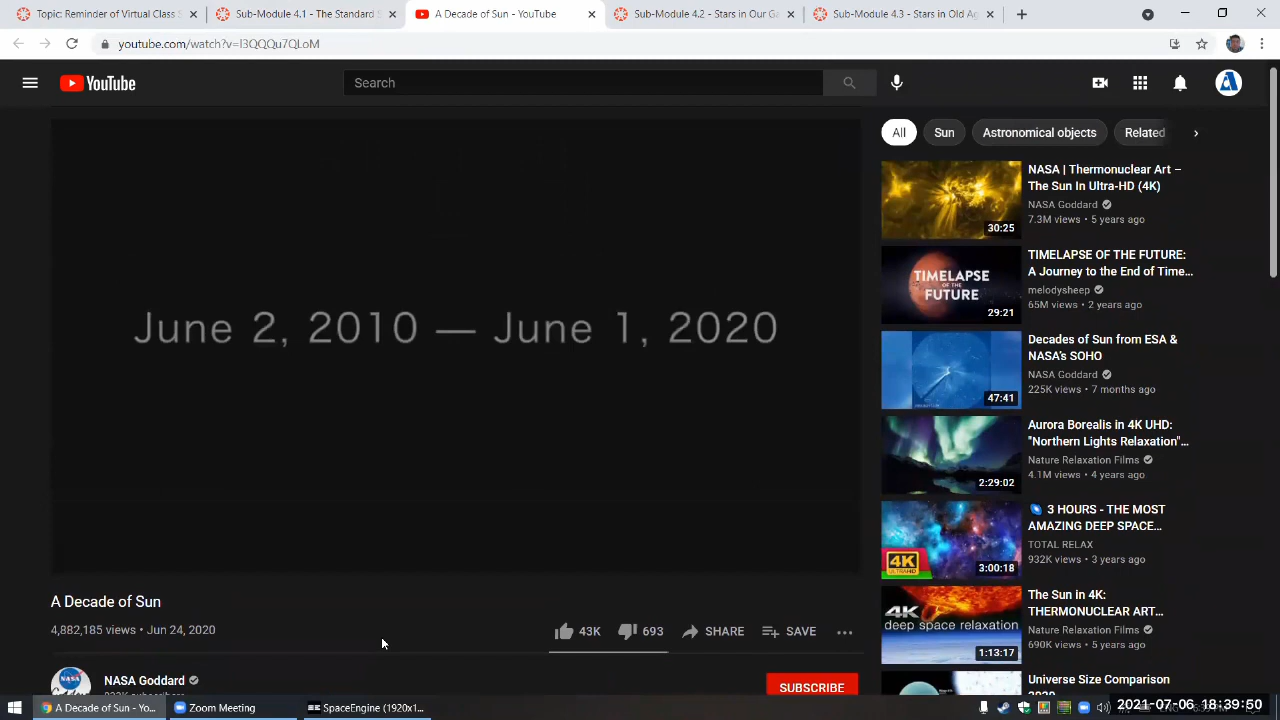 Topic: Reminder of Virtual Class S
Sub-Module 4.1 - The Standard S
A Decade of Sun - YouTube
Sub-Module 4.2 - Stars in Our Ga
Sub-Module 4.3 - Stars in Old Ag
youtube.com/watch?v=l3QQQu7QLoM
YouTube
Search
All
Sun
Astronomical objects
Related
June 2, 2010 — June 1, 2020
A Decade of Sun
4,882,185 views • Jun 24, 2020
43K
693
SHARE
SAVE
NASA
NASA Goddard
SUBSCRIBE
30:25
NASA | Thermonuclear Art –
The Sun In Ultra-HD (4K)
NASA Goddard
7.3M views • 5 years ago
TIMELAPSE
OF THE
FUTURE
29:21
TIMELAPSE OF THE FUTURE:
A Journey to the End of Time...
melodysheep
65M views • 2 years ago
47:41
Decades of Sun from ESA &
NASA's SOHO
NASA Goddard
225K views • 7 months ago
2:29:02
Aurora Borealis in 4K UHD:
"Northern Lights Relaxation"...
Nature Relaxation Films
4.1M views • 4 years ago
4K
ULTRA HD
3:00:18
3 HOURS - THE MOST
AMAZING DEEP SPACE...
TOTAL RELAX
932K views • 3 years ago
4K
deep space relaxation
1:13:17
The Sun in 4K:
THERMONUCLEAR ART...
Nature Relaxation Films
690K views • 5 years ago
Universe Size Comparison
A Decade of Sun - Yo...
Zoom Meeting
SpaceEngine (1920x1...
2021-07-06 18:39:50